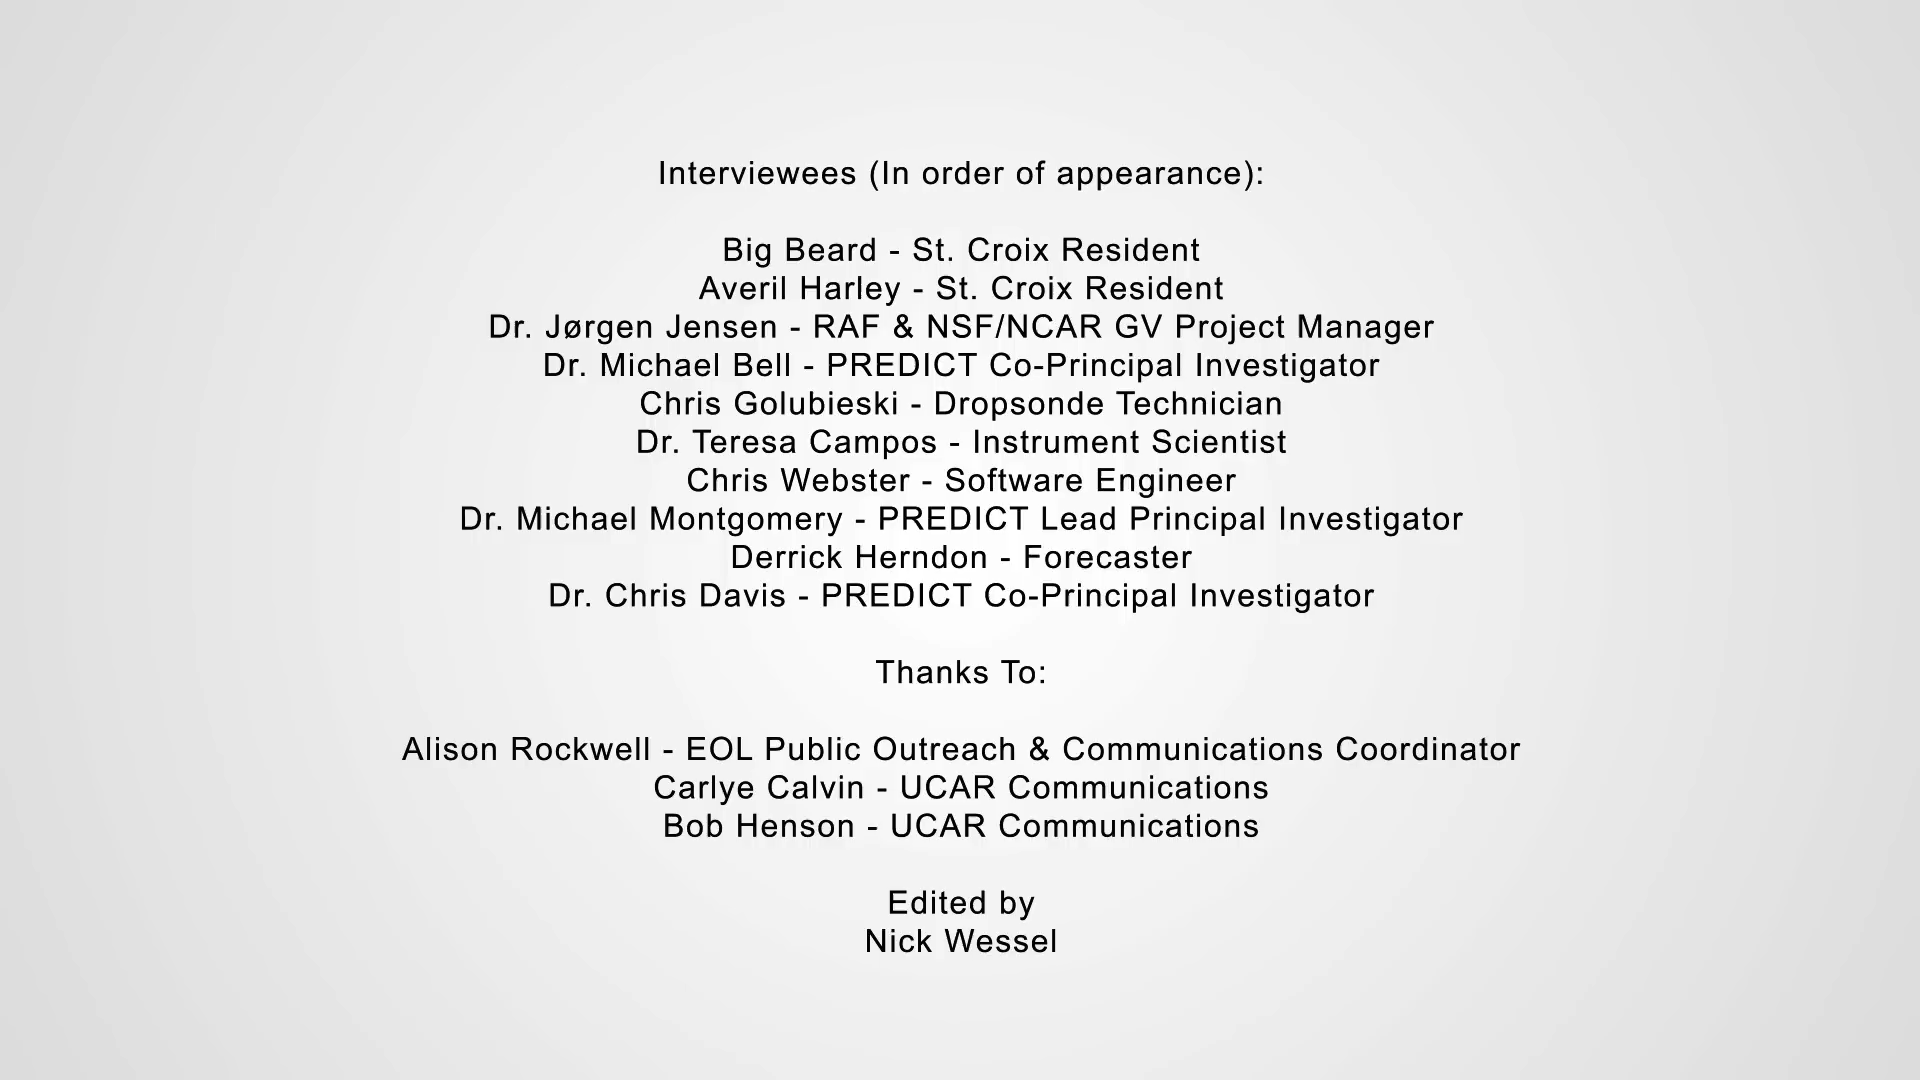 Interviewees (In order of appearance):
Big Beard - St. Croix Resident
Averil Harley - St. Croix Resident
Dr. Jørgen Jensen - RAF & NSF/NCAR GV Project Manager
Dr. Michael Bell - PREDICT Co-Principal Investigator
Chris Golubieski - Dropsonde Technician
Dr. Teresa Campos - Instrument Scientist
Chris Webster - Software Engineer
Dr. Michael Montgomery - PREDICT Lead Principal Investigator
Derrick Herndon - Forecaster
Dr. Chris Davis - PREDICT Co-Principal Investigator
Thanks To:
Alison Rockwell - EOL Public Outreach & Communications Coordinator
Carlye Calvin - UCAR Communications
Bob Henson - UCAR Communications
Edited by
Nick Wessel